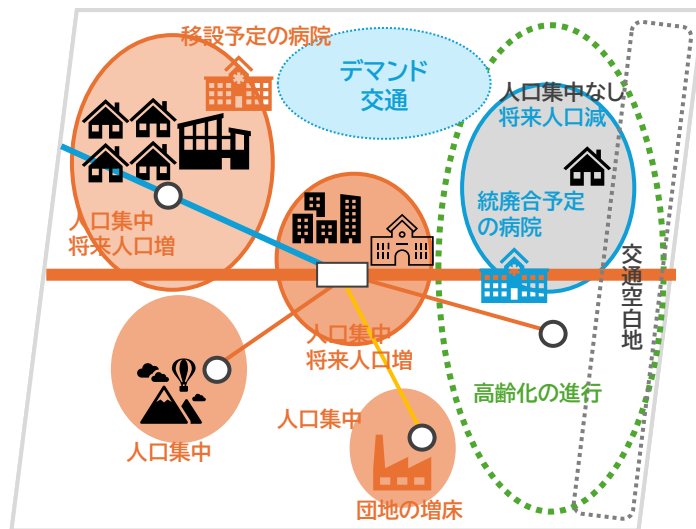 移設予定の病院
デマンド
交通
人口集中なし
将来人口減
統廃合予定
の病院
人口集中
将来人口増
交通空白地
人口集中
将来人口増
高齢化の進行
人口集中
人口集中
団地の増床